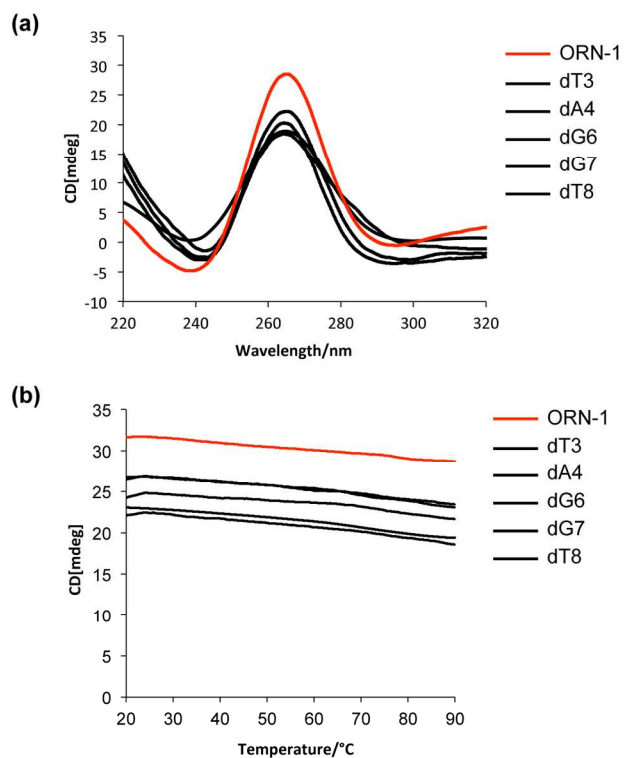 (a)
35
30
25
20
15
10
5
0
-5
-10
CD[mdeg]
220 240 260 280 300 320
Wavelength/nm
ORN-1
dT3
dA4
dG6
dG7
dT8
(b)
35
30
25
20
15
10
5
0
CD[mdeg]
20 30 40 50 60 70 80 90
Temperature/°C
ORN-1
dT3
dA4
dG6
dG7
dT8